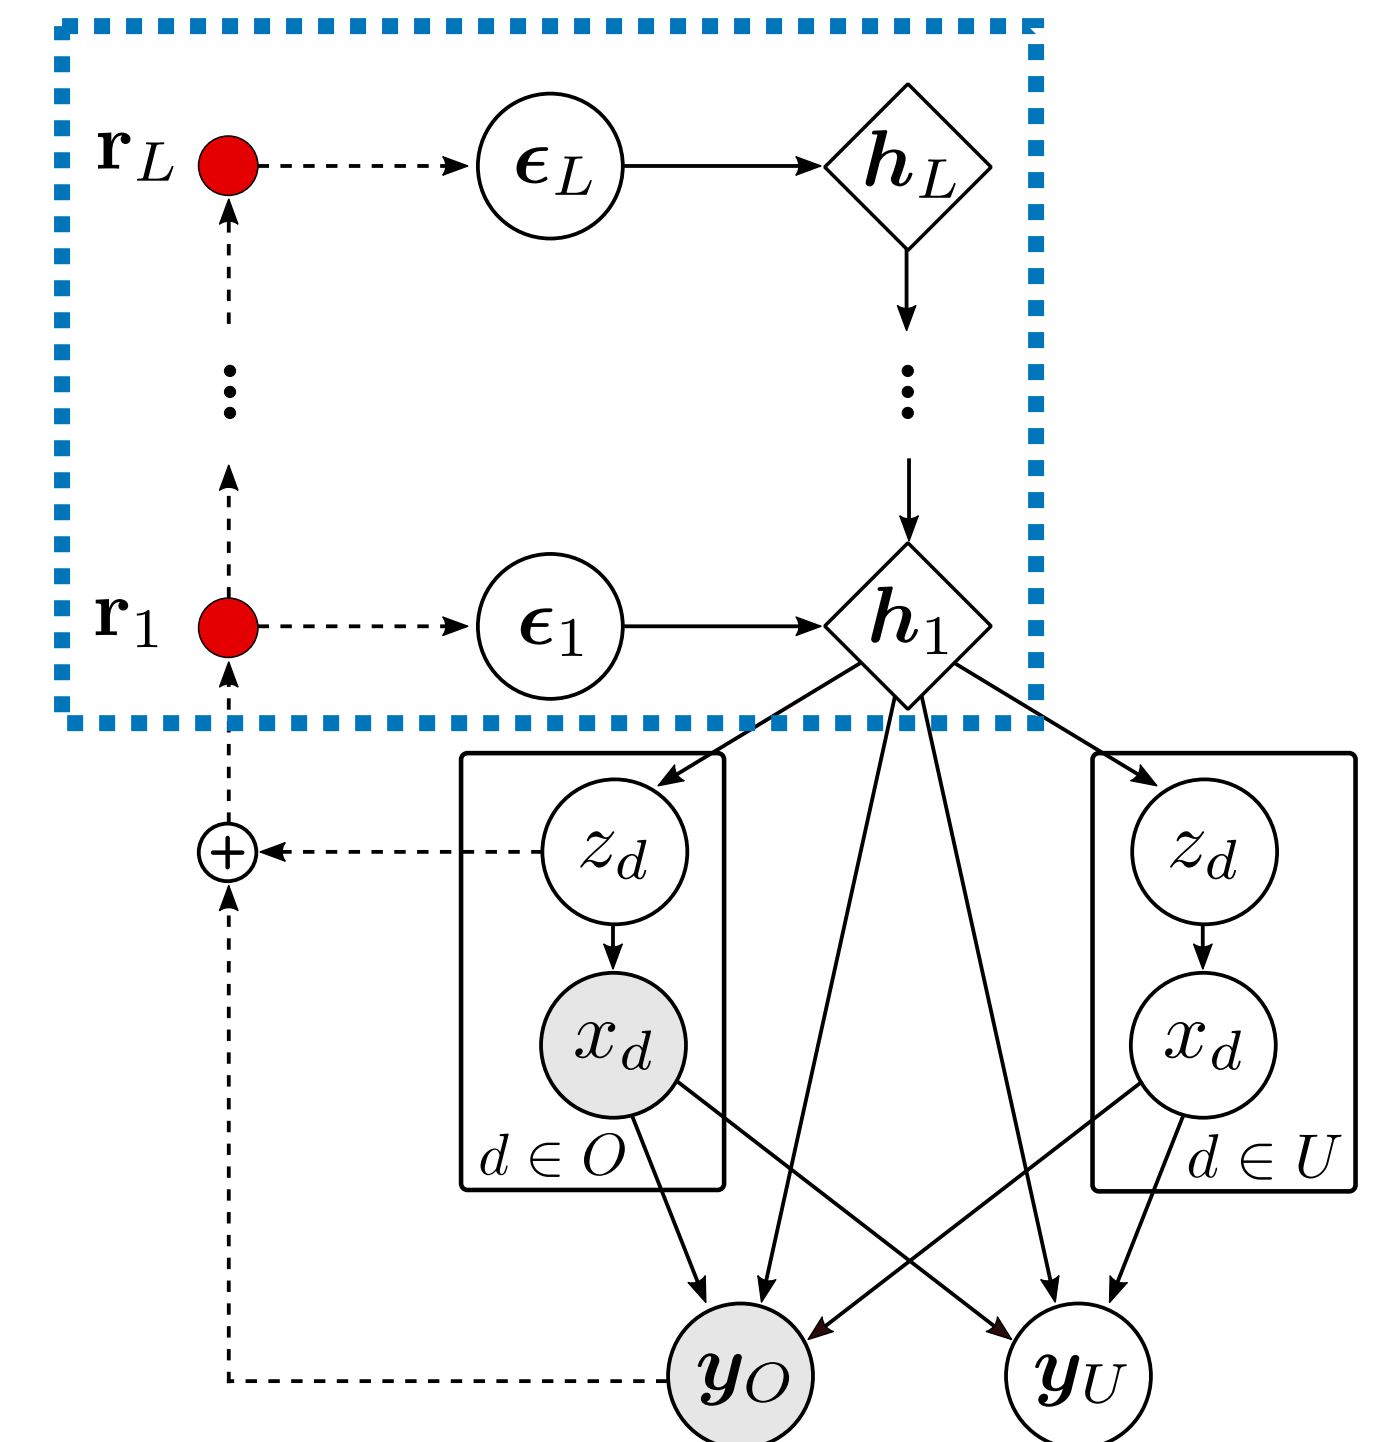 r_L ϵ_L h_L
r_1 ϵ_1 h_1
+ z_d z_d
x_d x_d
d ∈ O d ∈ U
y_O y_U